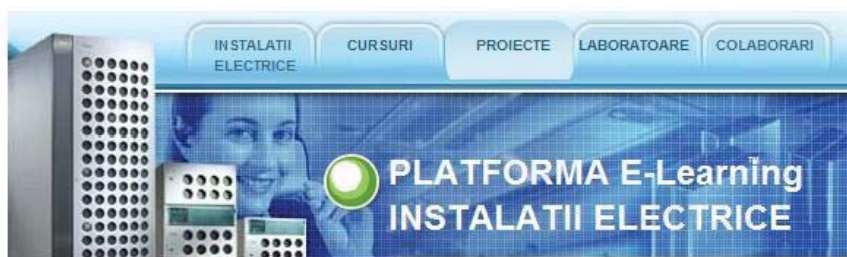 INSTALATII
ELECTRICE
CURSURI
PROIECTE
LABORATOARE
COLABORARI
PLATFORMA E-Learning
INSTALATII ELECTRICE